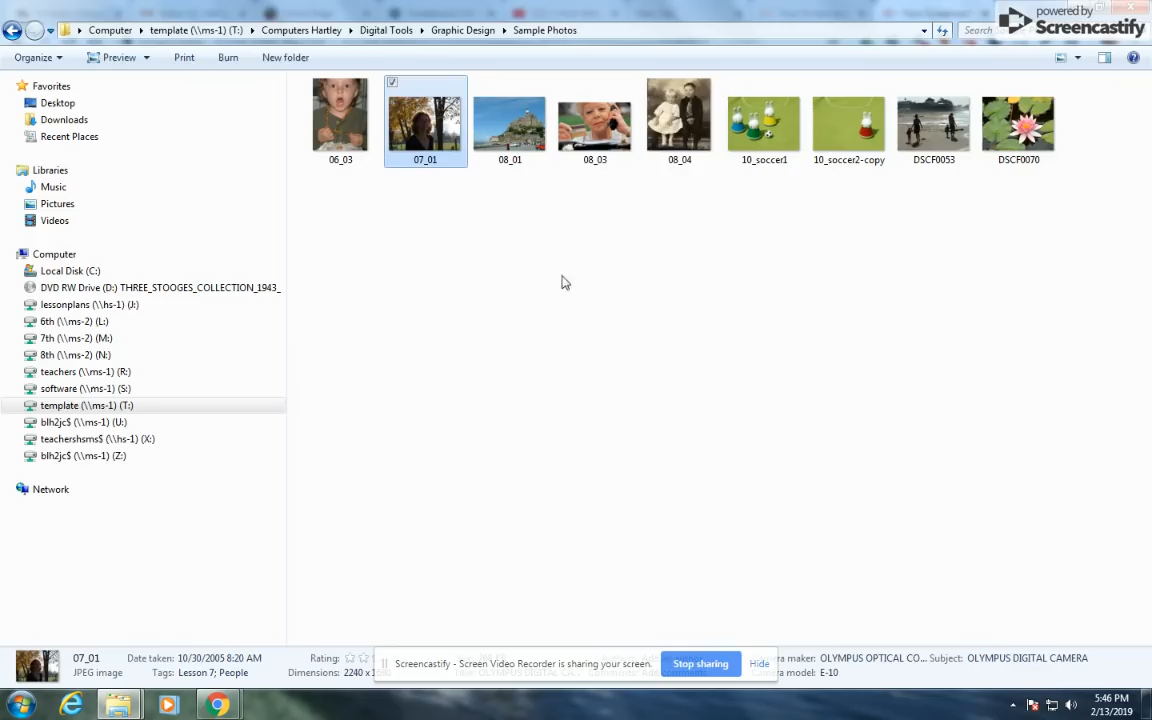 powered by
Screencastify
Computer template (\\ms-1) (T:) Computers Hartley Digital Tools Graphic Design Sample Photos
Organize Preview Print Burn New folder
Favorites
Desktop
Downloads
Recent Places
Libraries
Music
Pictures
Videos
Computer
Local Disk (C:)
DVD RW Drive (D:) THREE_STOOGES_COLLECTION_1943_
lessonplans (\\hs-1) (J:)
6th (\\ms-2) (L:)
7th (\\ms-2) (M:)
8th (\\ms-2) (N:)
teachers (\\ms-1) (R:)
software (\\ms-1) (S:)
template (\\ms-1) (T:)
blh2jc$ (\\ms-1) (U:)
teachershsms$ (\\hs-1) (X:)
blh2jc$ (\\ms-1) (Z:)
Network
06_03 07_01 08_01 08_03 08_04 10_soccer1 10_soccer2-copy DSCF0053 DSCF0070
07_01 Date taken: 10/30/2005 8:20 AM Rating: maker: OLYMPUS OPTICAL CO... Subject: OLYMPUS DIGITAL CAMERA
JPEG image Tags: Lesson 7; People Dimensions: 2240 x model: E-10
Screencastify - Screen Video Recorder is sharing your screen. Stop sharing Hide
5:46 PM
2/13/2019